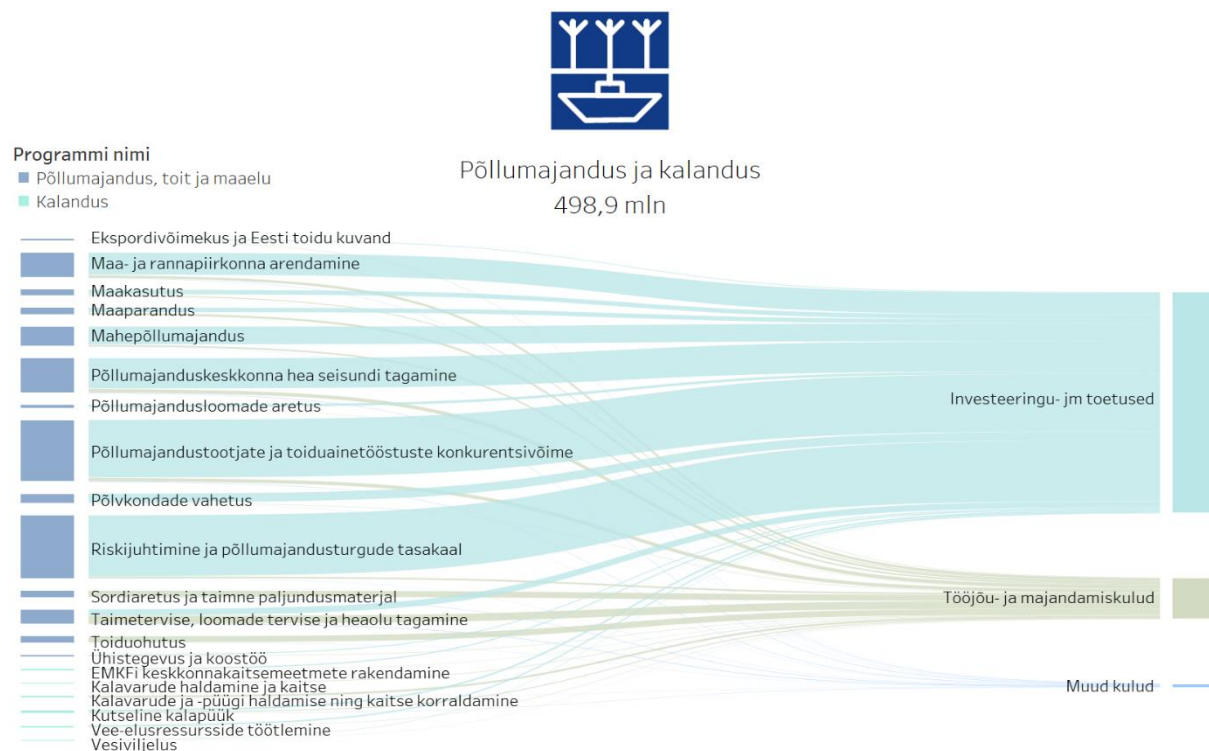 Programmi nimi
Põllumajandus, toit ja maaelu
Kalandus
Põllumajandus ja kalandus
498,9 mln
Ekspordivõimekus ja Eesti toidu kuvand
Maa- ja rannapiirkonna arendamine
Maakasutus
Maaparandus
Mahepõllumajandus
Põllumajanduskeskkonna hea seisundi tagamine
Põllumajandusloomade aretus
Põllumajandustootjate ja toiduainetööstuste konkurentsivõime
Põlvkondade vahetus
Riskijuhtimine ja põllumajandusturgude tasakaal
Sordiaretus ja taimne paljundusmaterjal
Taimetervise, loomade tervise ja heaolu tagamine
Toiduohutus
Ühistegevus ja koostöö
EMKFi keskkonnakaitsemeetmete rakendamine
Kalavarude haldamine ja kaitse
Kalavarude ja -püügi haldamise ning kaitse korraldamine
Kutseline kalapüük
Vee-elusressursside töötlemine
Vesiviljelus
Investeeringu- jm toetused
Tööjõu- ja majandamiskulud
Muud kulud